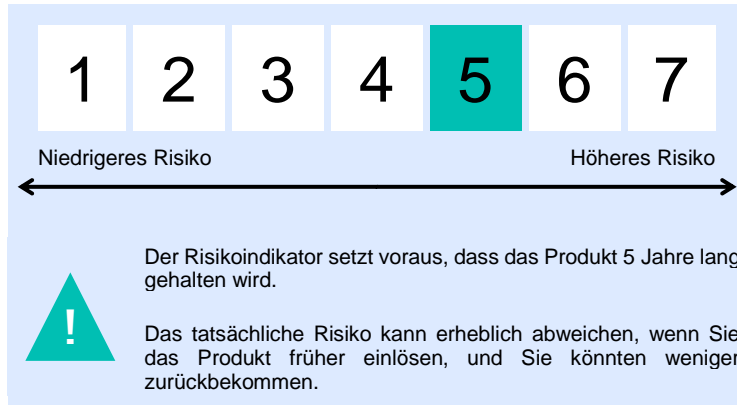 1 2 3 4 5 6 7
Niedrigeres Risiko Höheres Risiko
Der Risikoindikator setzt voraus, dass das Produkt 5 Jahre lang
gehalten wird.
!
Das tatsächliche Risiko kann erheblich abweichen, wenn Sie
das Produkt früher einlösen, und Sie könnten weniger
zurückbekommen.